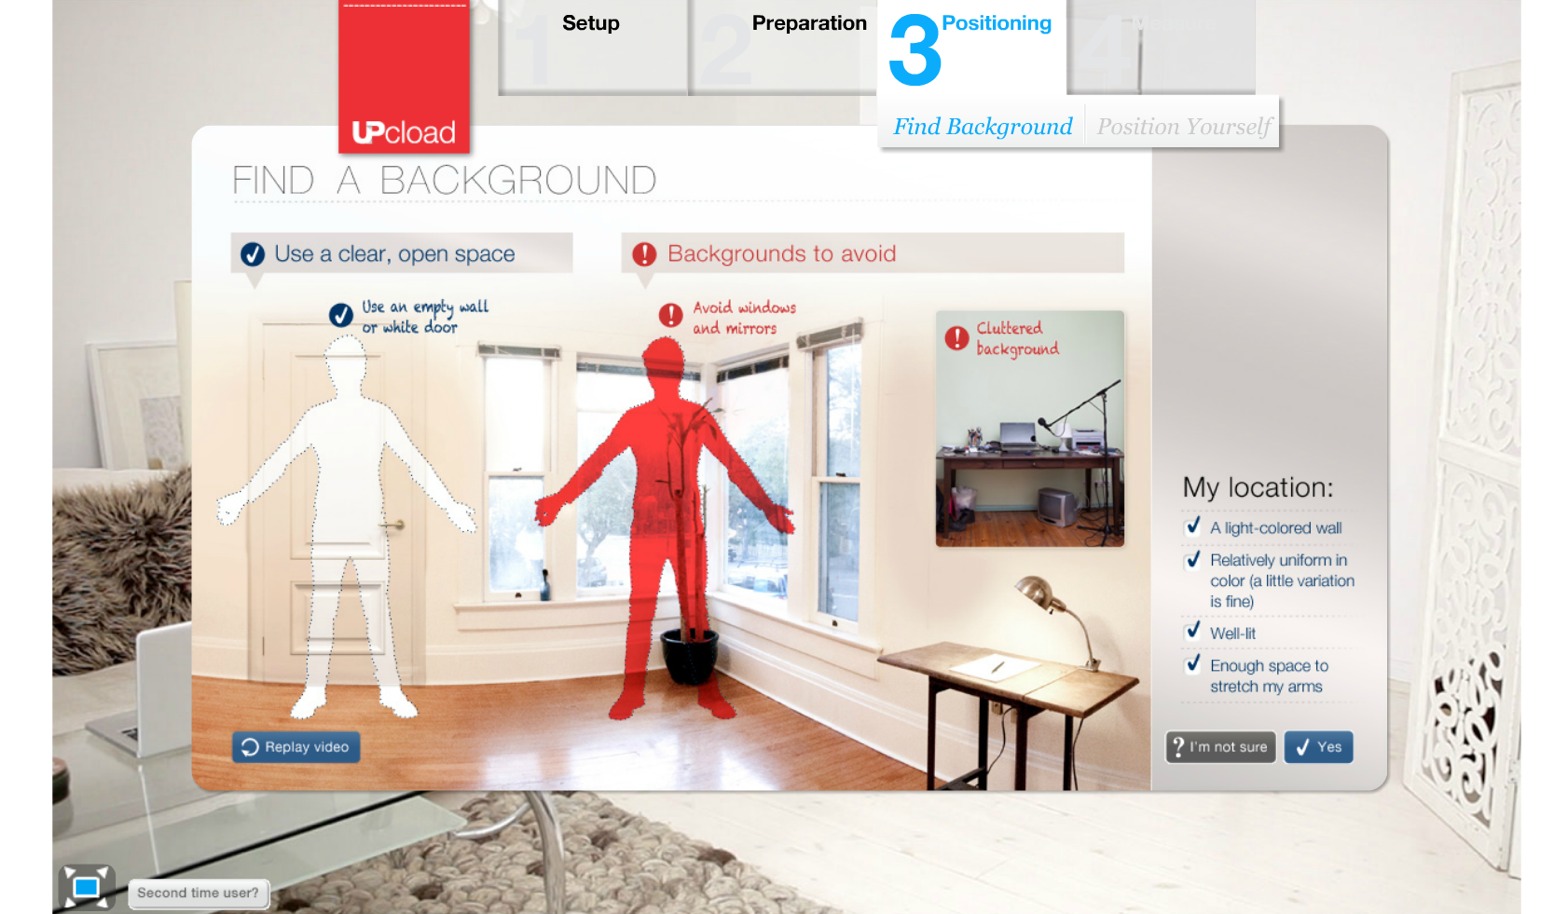 1
Setup
2
Preparation
3
Positioning
4
UPcload
Find Background
Position Yourself
FIND A BACKGROUND
Use a clear, open space
! Backgrounds to avoid
Use an empty wall
or white door
! Avoid windows
and mirrors
! Cluttered
background
My location:
A light-colored wall
Relatively uniform in
color (a little variation
is fine)
Well-lit
Enough space to
stretch my arms
Replay video
? I'm not sure
Yes
Second time user?